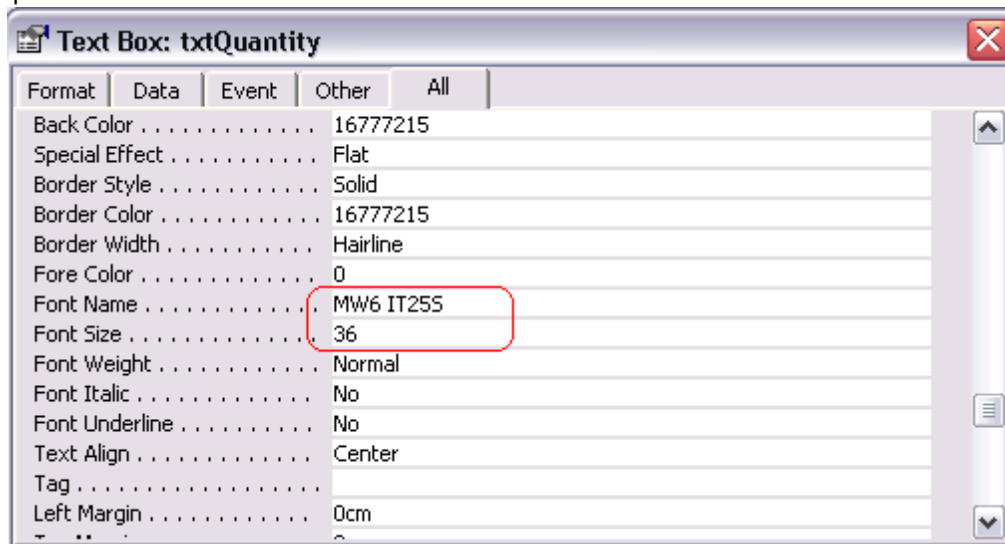 Text Box: txtQuantity
Format Data Event Other All
Back Color . . . . . . . . . . . . . 16777215
Special Effect . . . . . . . . . . . Flat
Border Style . . . . . . . . . . . . Solid
Border Color . . . . . . . . . . . . 16777215
Border Width . . . . . . . . . . . Hairline
Fore Color . . . . . . . . . . . . . 0
Font Name . . . . . . . . . . . . . MW6 IT25S
Font Size . . . . . . . . . . . . . . 36
Font Weight . . . . . . . . . . . . Normal
Font Italic . . . . . . . . . . . . . No
Font Underline . . . . . . . . . . No
Text Align . . . . . . . . . . . . . Center
Tag . . . . . . . . . . . . . . . . . .
Left Margin . . . . . . . . . . . . 0cm